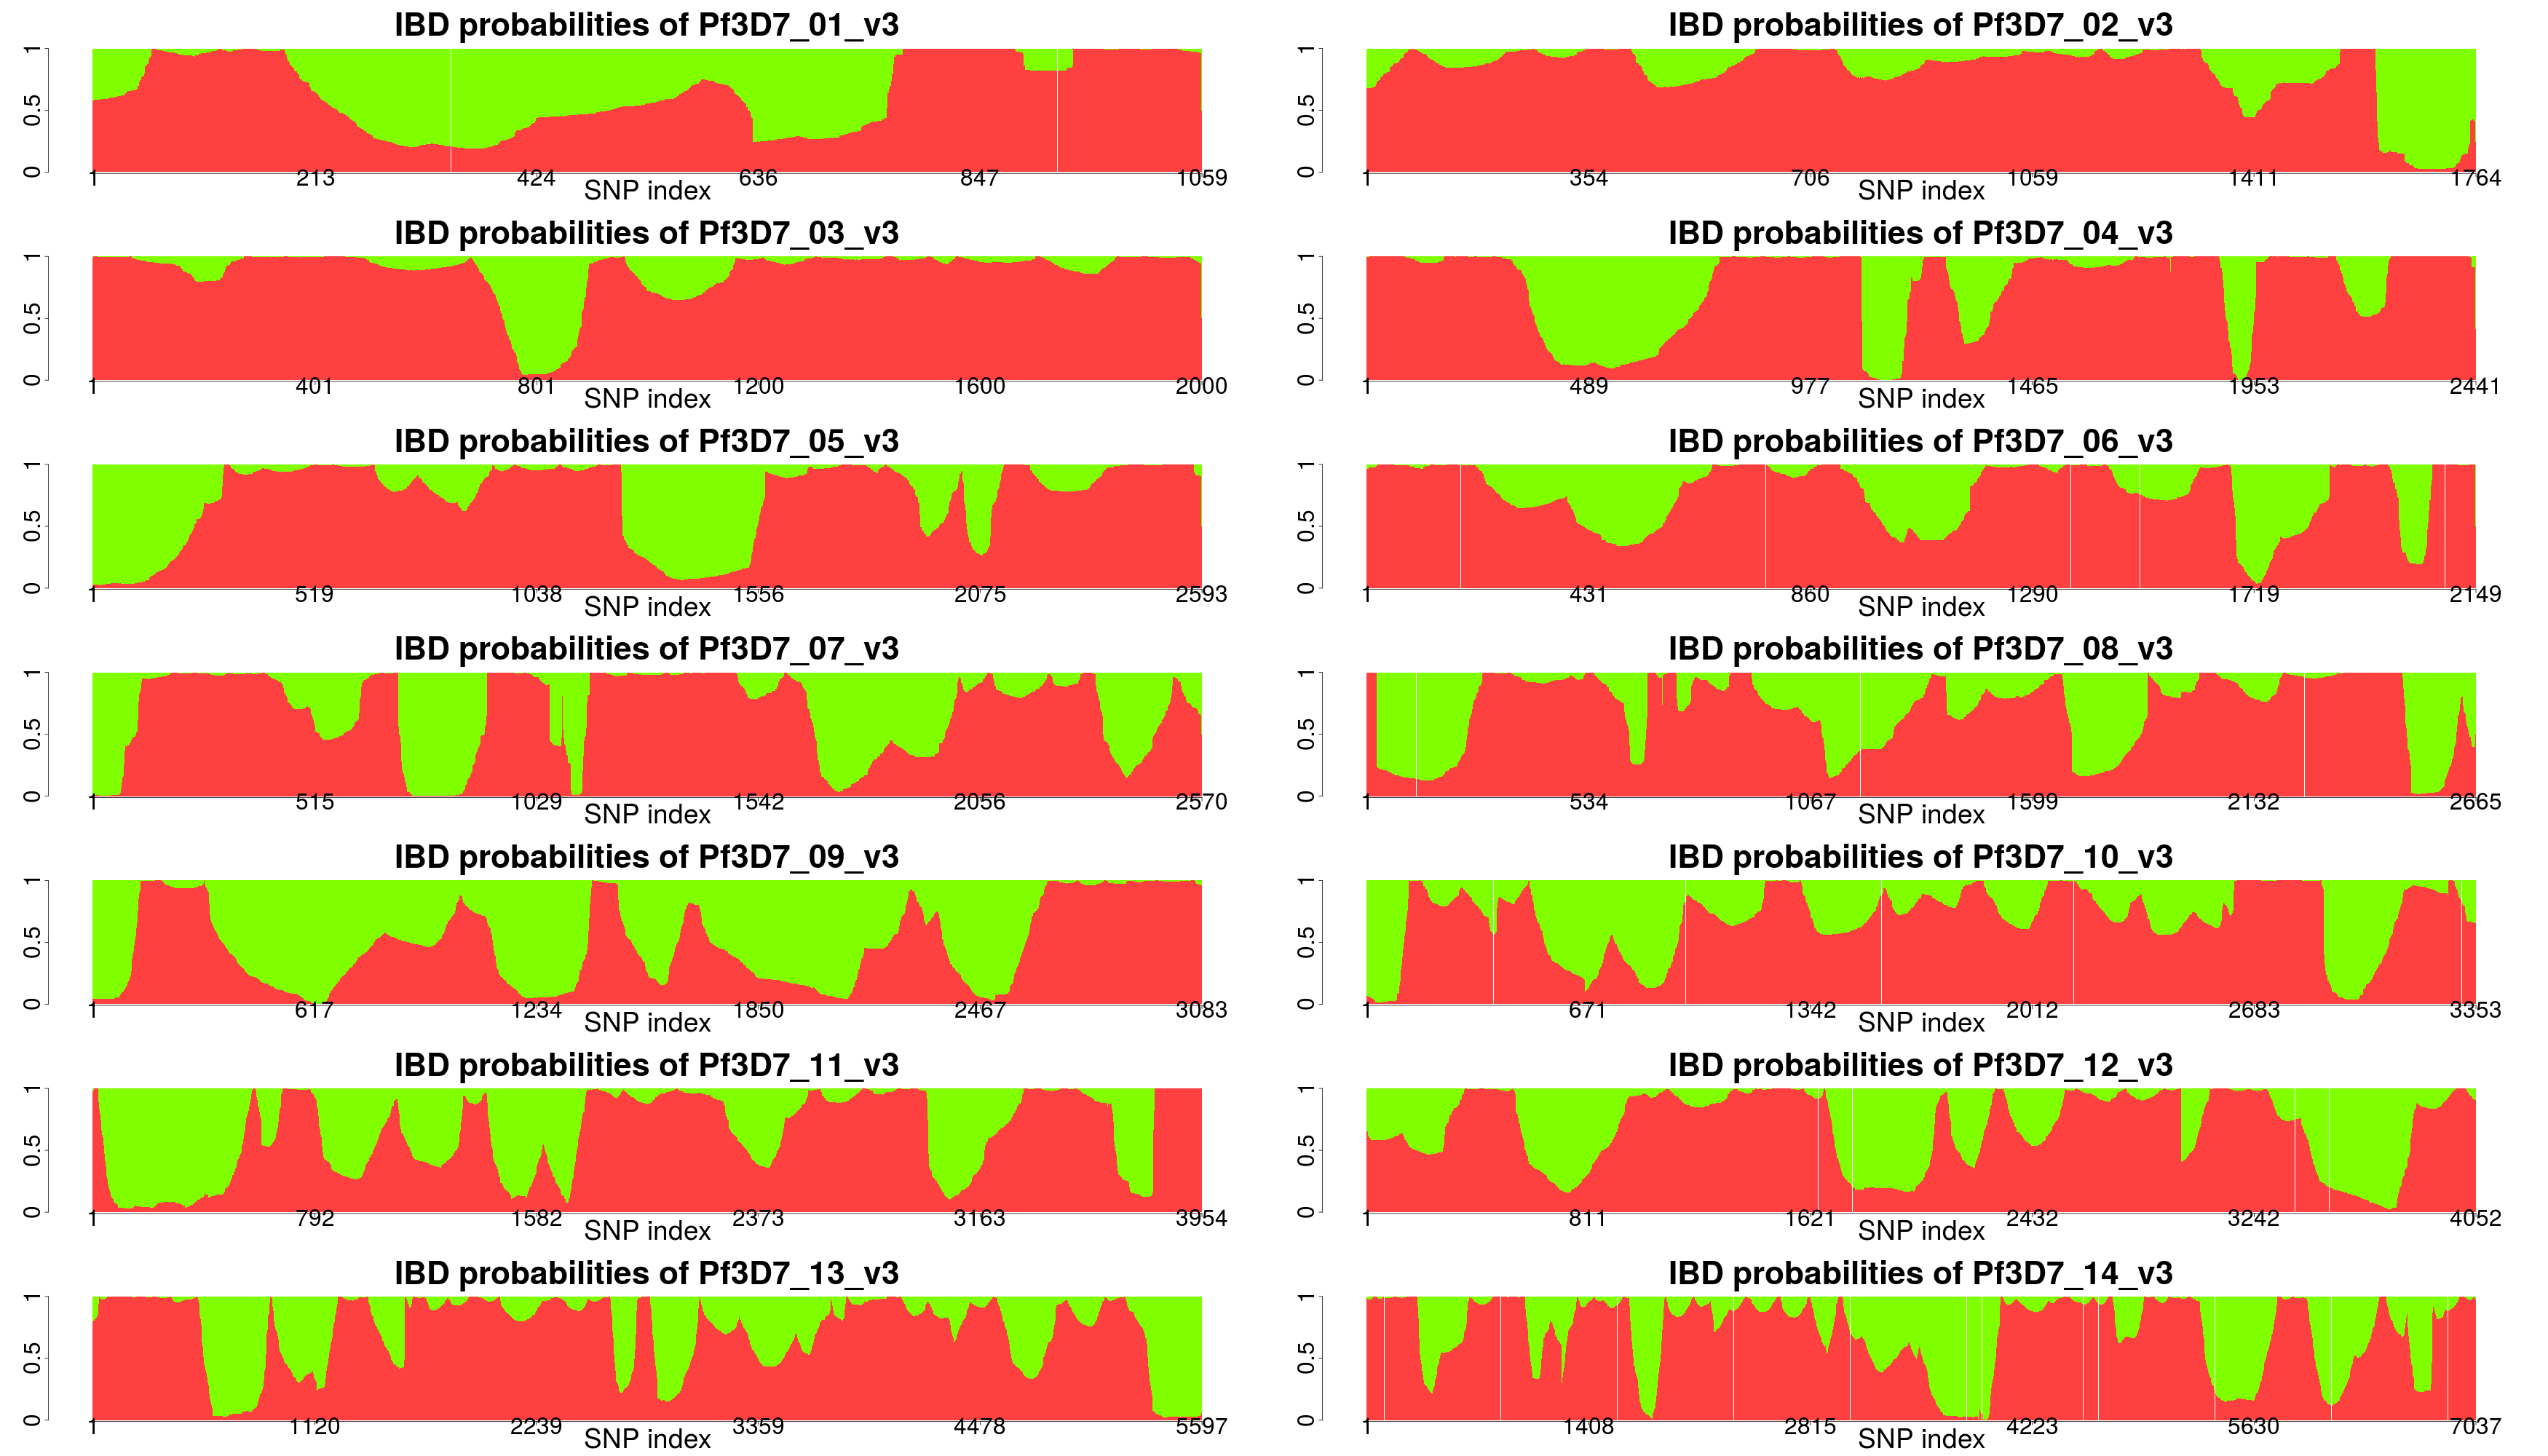 IBD probabilities of Pf3D7_01_v3
0 0.5 1
1 213 424 636 847 1059
SNP index
IBD probabilities of Pf3D7_02_v3
0 0.5 1
1 354 706 1059 1411 1764
SNP index
IBD probabilities of Pf3D7_03_v3
0 0.5 1
1 401 801 1200 1600 2000
SNP index
IBD probabilities of Pf3D7_04_v3
0 0.5 1
1 489 977 1465 1953 2441
SNP index
IBD probabilities of Pf3D7_05_v3
0 0.5 1
1 519 1038 1556 2075 2593
SNP index
IBD probabilities of Pf3D7_06_v3
0 0.5 1
1 431 860 1290 1719 2149
SNP index
IBD probabilities of Pf3D7_07_v3
0 0.5 1
1 515 1029 1542 2056 2570
SNP index
IBD probabilities of Pf3D7_08_v3
0 0.5 1
1 534 1067 1599 2132 2665
SNP index
IBD probabilities of Pf3D7_09_v3
0 0.5 1
1 617 1234 1850 2467 3083
SNP index
IBD probabilities of Pf3D7_10_v3
0 0.5 1
1 671 1342 2012 2683 3353
SNP index
IBD probabilities of Pf3D7_11_v3
0 0.5 1
1 792 1582 2373 3163 3954
SNP index
IBD probabilities of Pf3D7_12_v3
0 0.5 1
1 811 1621 2432 3242 4052
SNP index
IBD probabilities of Pf3D7_13_v3
0 0.5 1
1 1120 2239 3359 4478 5597
SNP index
IBD probabilities of Pf3D7_14_v3
0 0.5 1
1 1408 2815 4223 5630 7037
SNP index